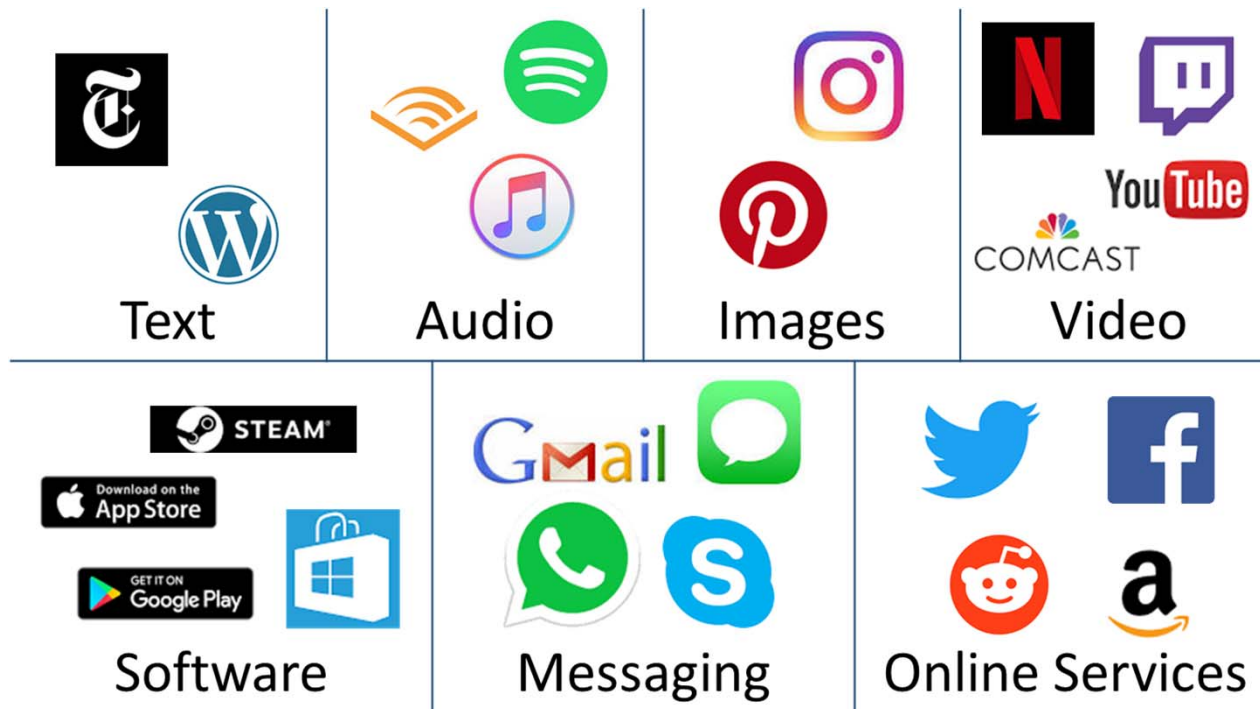 T
W
Text
Audio
Images
N
YouTube
COMCAST
Video
STEAM®
Download on the
App Store
GET IT ON
Google Play
Software
Gmail
S
Messaging
f
a
Online Services